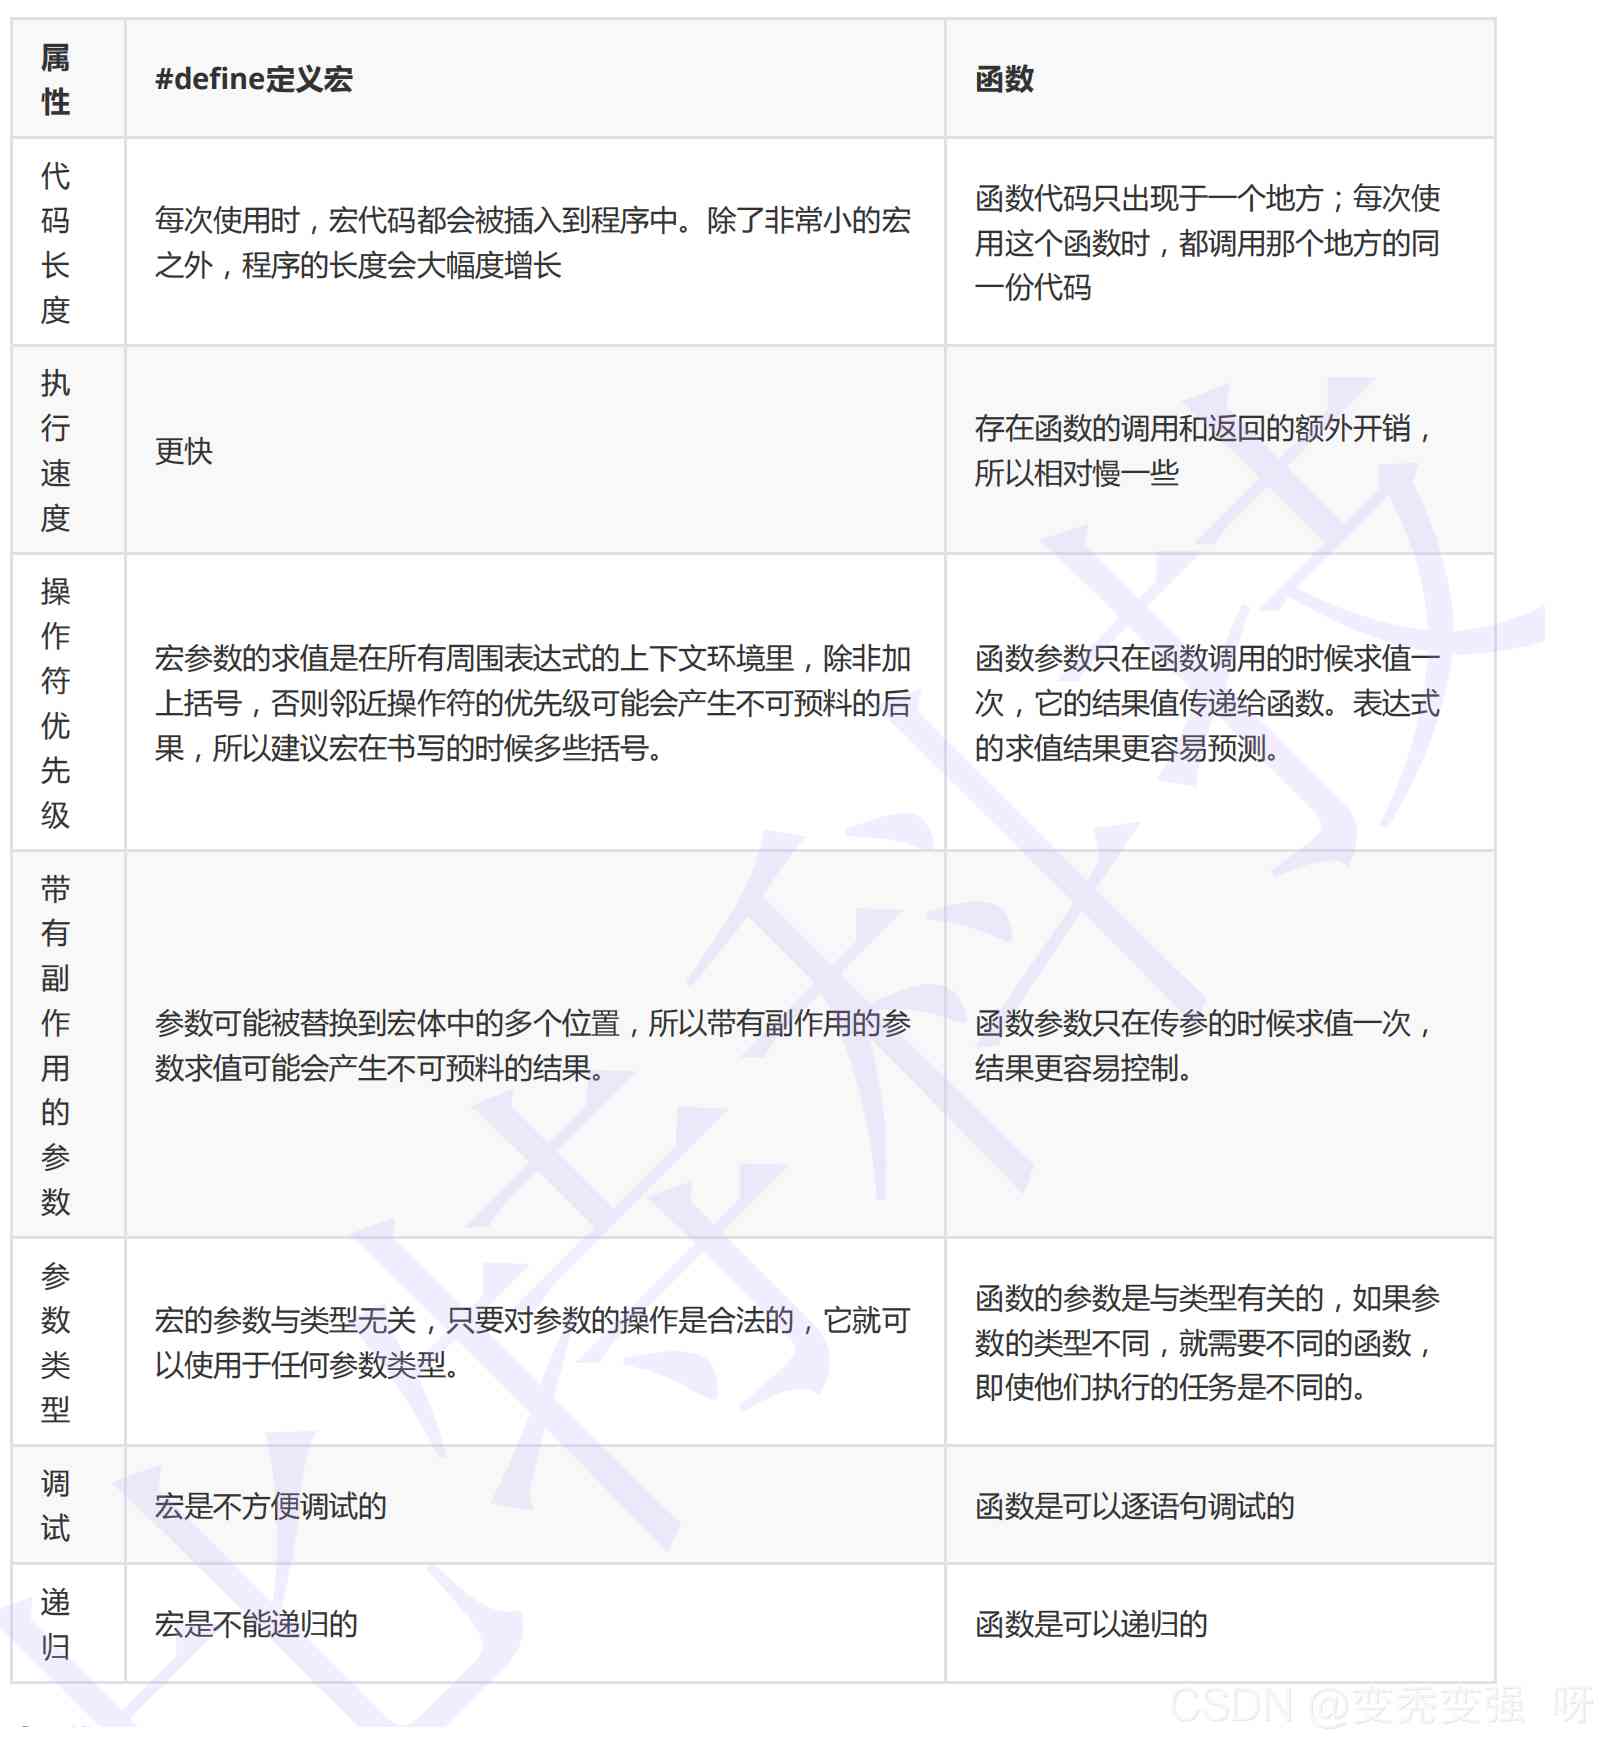 属
性
#define定义宏
函数
代
码
长
度
每次使用时，宏代码都会被插入到程序中。除了非常小的宏
之外，程序的长度会大幅度增长
函数代码只出现于一个地方；每次使
用这个函数时，都调用那个地方的同
一份代码
执
行
速
度
更快
存在函数的调用和返回的额外开销，
所以相对慢一些
操
作
符
优
先
级
宏参数的求值是在所有周围表达式的上下文环境里，除非加
上括号，否则邻近操作符的优先级可能会产生不可预料的后
果，所以建议宏在书写的时候多些括号。
函数参数只在函数调用的时候求值一
次，它的结果值传递给函数。表达式
的求值结果更容易预测。
带
有
副
作
用
的
参
数
参数可能被替换到宏体中的多个位置，所以带有副作用的参
数求值可能会产生不可预料的结果。
函数参数只在传参的时候求值一次，
结果更容易控制。
参
数
类
型
宏的参数与类型无关，只要对参数的操作是合法的，它就可
以使用于任何参数类型。
函数的参数是与类型有关的，如果参
数的类型不同，就需要不同的函数，
即使他们执行的任务是不同的。
调
试
宏是不方便调试的
函数是可以逐语句调试的
递
归
宏是不能递归的
函数是可以递归的
比特科技
CSDN @变秃变强 呀